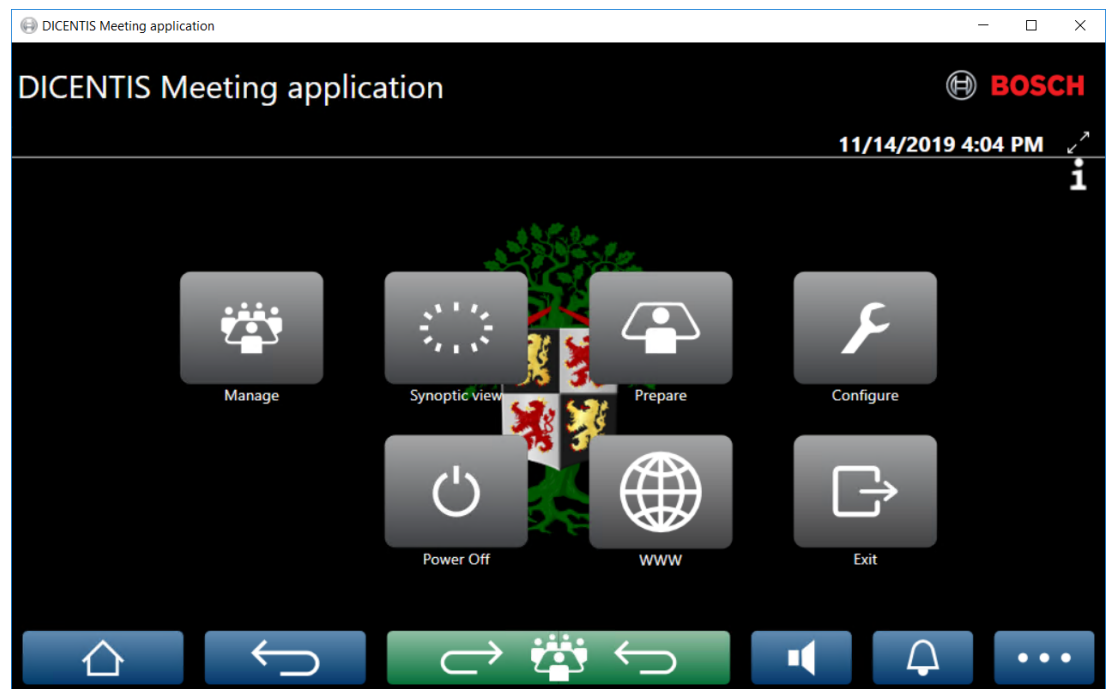 DICENTIS Meeting application
DICENTIS Meeting application
BOSCH
11/14/2019 4:04 PM
Manage
Synoptic view
Prepare
Configure
Power Off
WWW
Exit